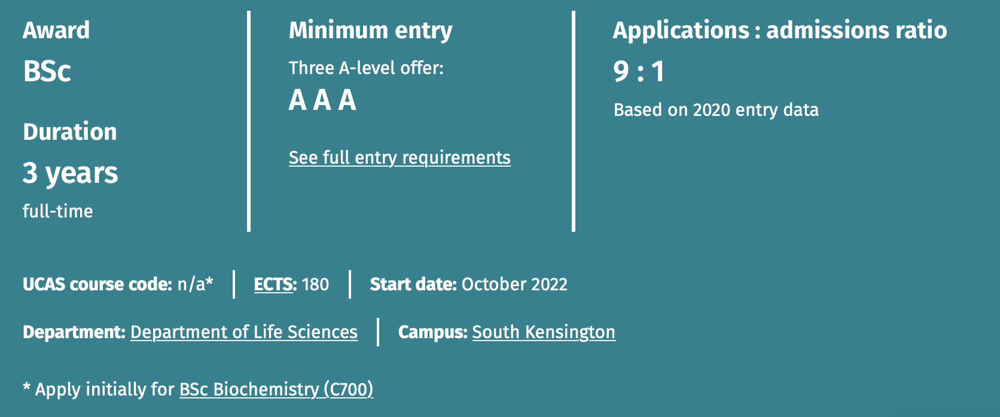 Award
BSc
Duration
3 years
full-time
Minimum entry
Three A-level offer:
A A A
See full entry requirements
Applications : admissions ratio
9 : 1
Based on 2020 entry data
UCAS course code: n/a* | ECTS: 180 | Start date: October 2022
Department: Department of Life Sciences | Campus: South Kensington
* Apply initially for BSc Biochemistry (C700)